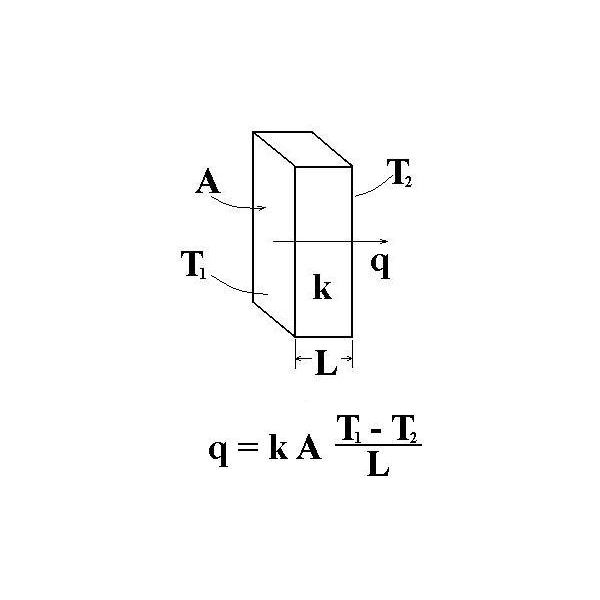 A
T₂
T₁
q
k
L
q = k A (T₁ - T₂) / L